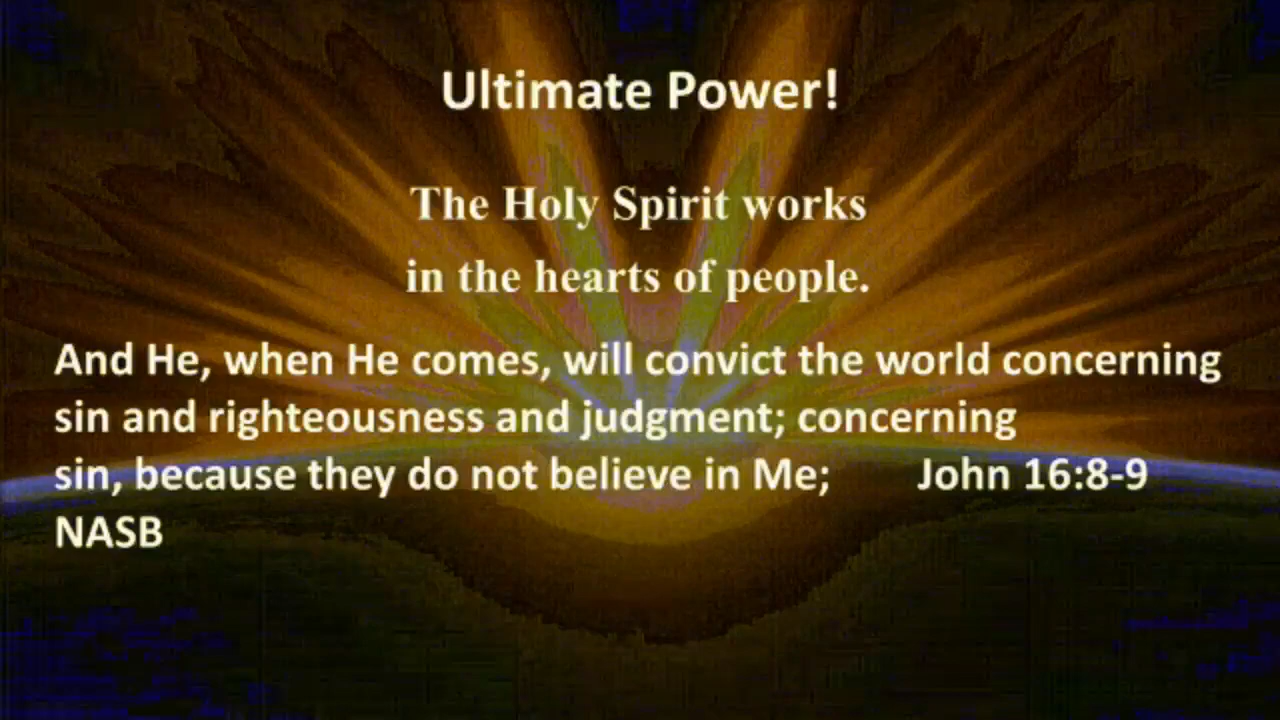 Ultimate Power!
The Holy Spirit works
in the hearts of people.
And He, when He comes, will convict the world concerning
sin and righteousness and judgment; concerning
sin, because they do not believe in Me; John 16:8-9
NASB